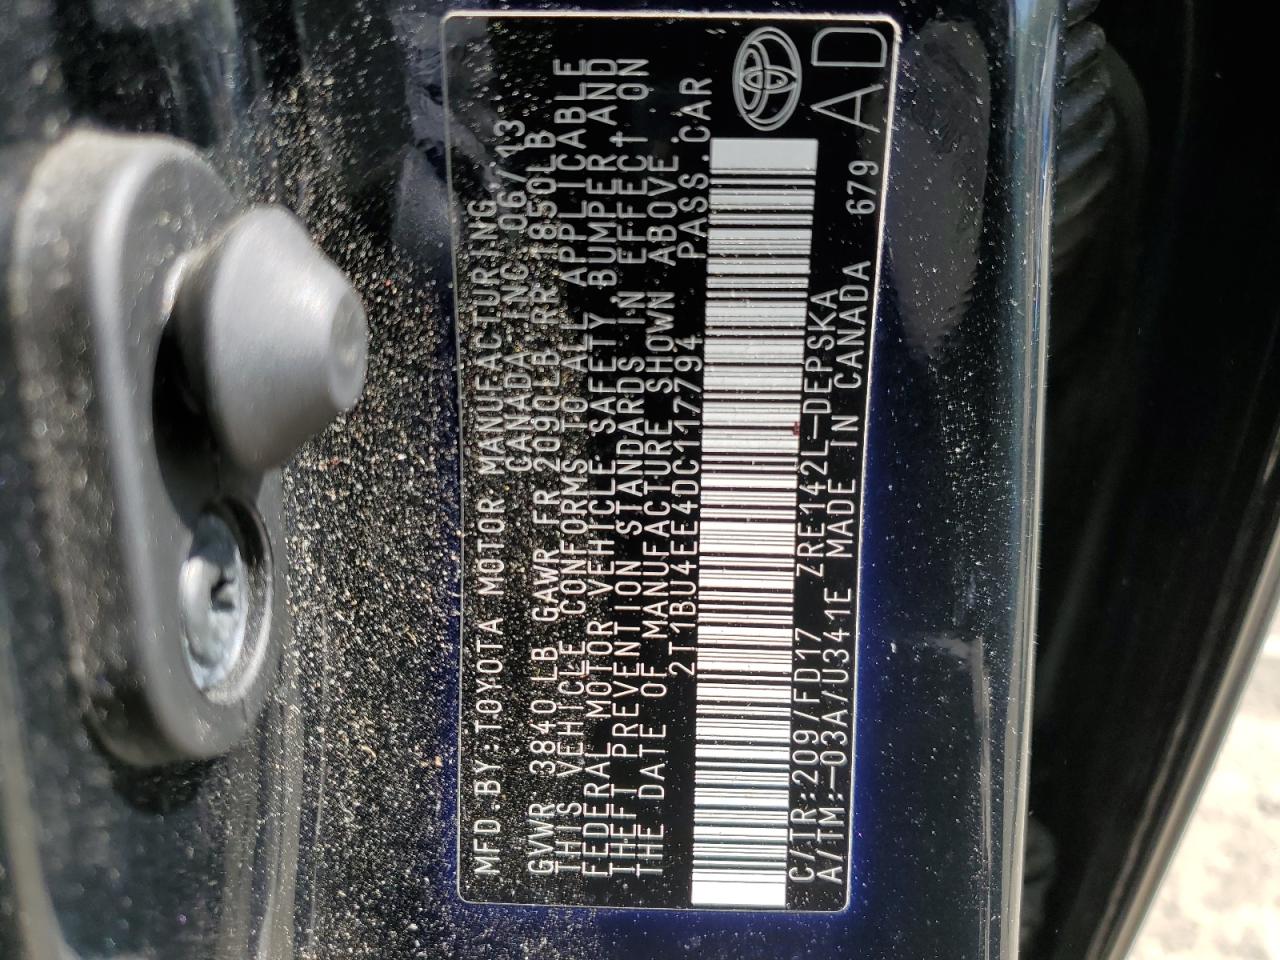 MFD.BY:TOYOTA MOTOR MANUFACTURING
CANADA INC 06/13
GVWR 3840LB GAWR FR 2090LB RR 1850LB
THIS VEHICLE CONFORMS TO ALL APPLICABLE
FEDERAL MOTOR VEHICLE SAFETY, BUMPER AND
THEFT PREVENTION STANDARDS IN EFFECT ON
THE DATE OF MANUFACTURE SHOWN ABOVE.
2T1BU4EE4DC117794 PASS.CAR
C/TR:209/FD17 ZRE142L-DEPSKA
A/TM:-03A/U341E MADE IN CANADA 679
AD